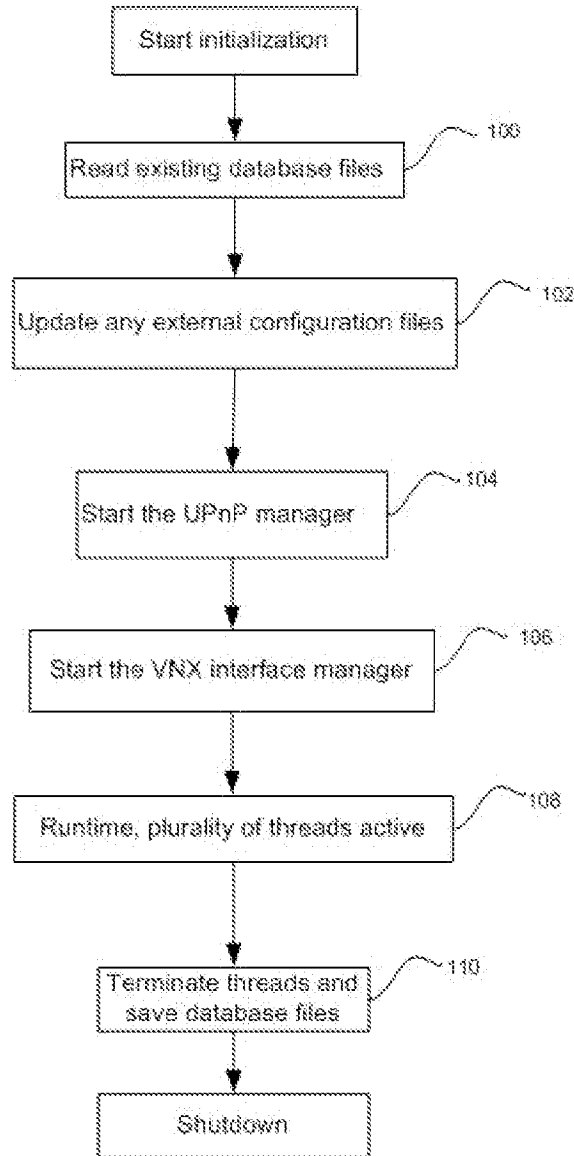 Start initialization
100
Read existing database files
102
Update any external configuration files
104
Start the UPnP manager
106
Start the VNX interface manager
108
Runtime, plurality of threads active
110
Terminate threads and
save database files
Shutdown